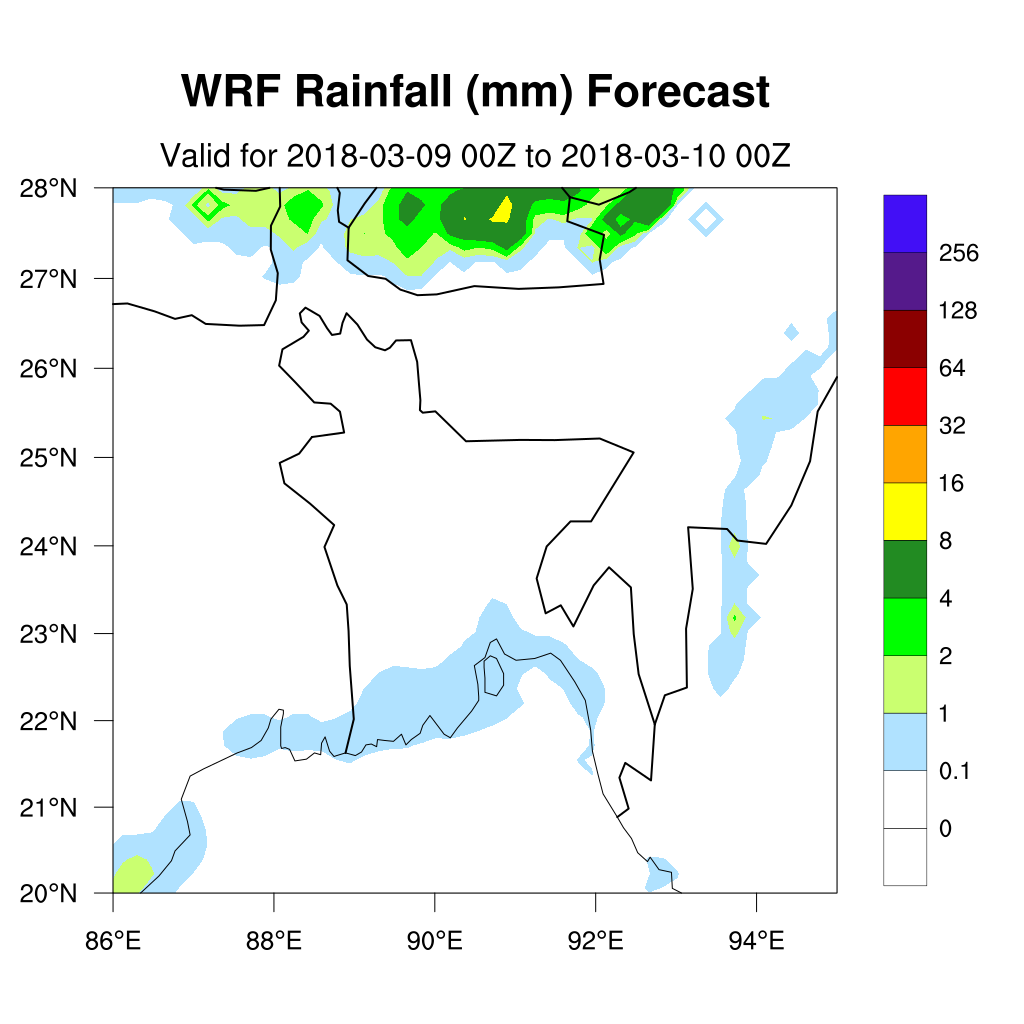 WRF Rainfall (mm) Forecast
Valid for 2018-03-09 00Z to 2018-03-10 00Z
28°N
27°N
26°N
25°N
24°N
23°N
22°N
21°N
20°N
86°E 88°E 90°E 92°E 94°E
256
128
64
32
16
8
4
2
1
0.1
0